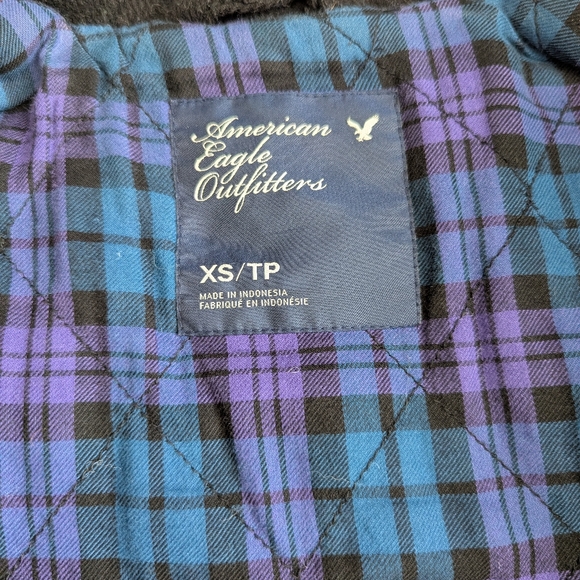 American
Eagle
Outfitters
XS/TP
MADE IN INDONESIA
FABRIQUÉ EN INDONÉSIE